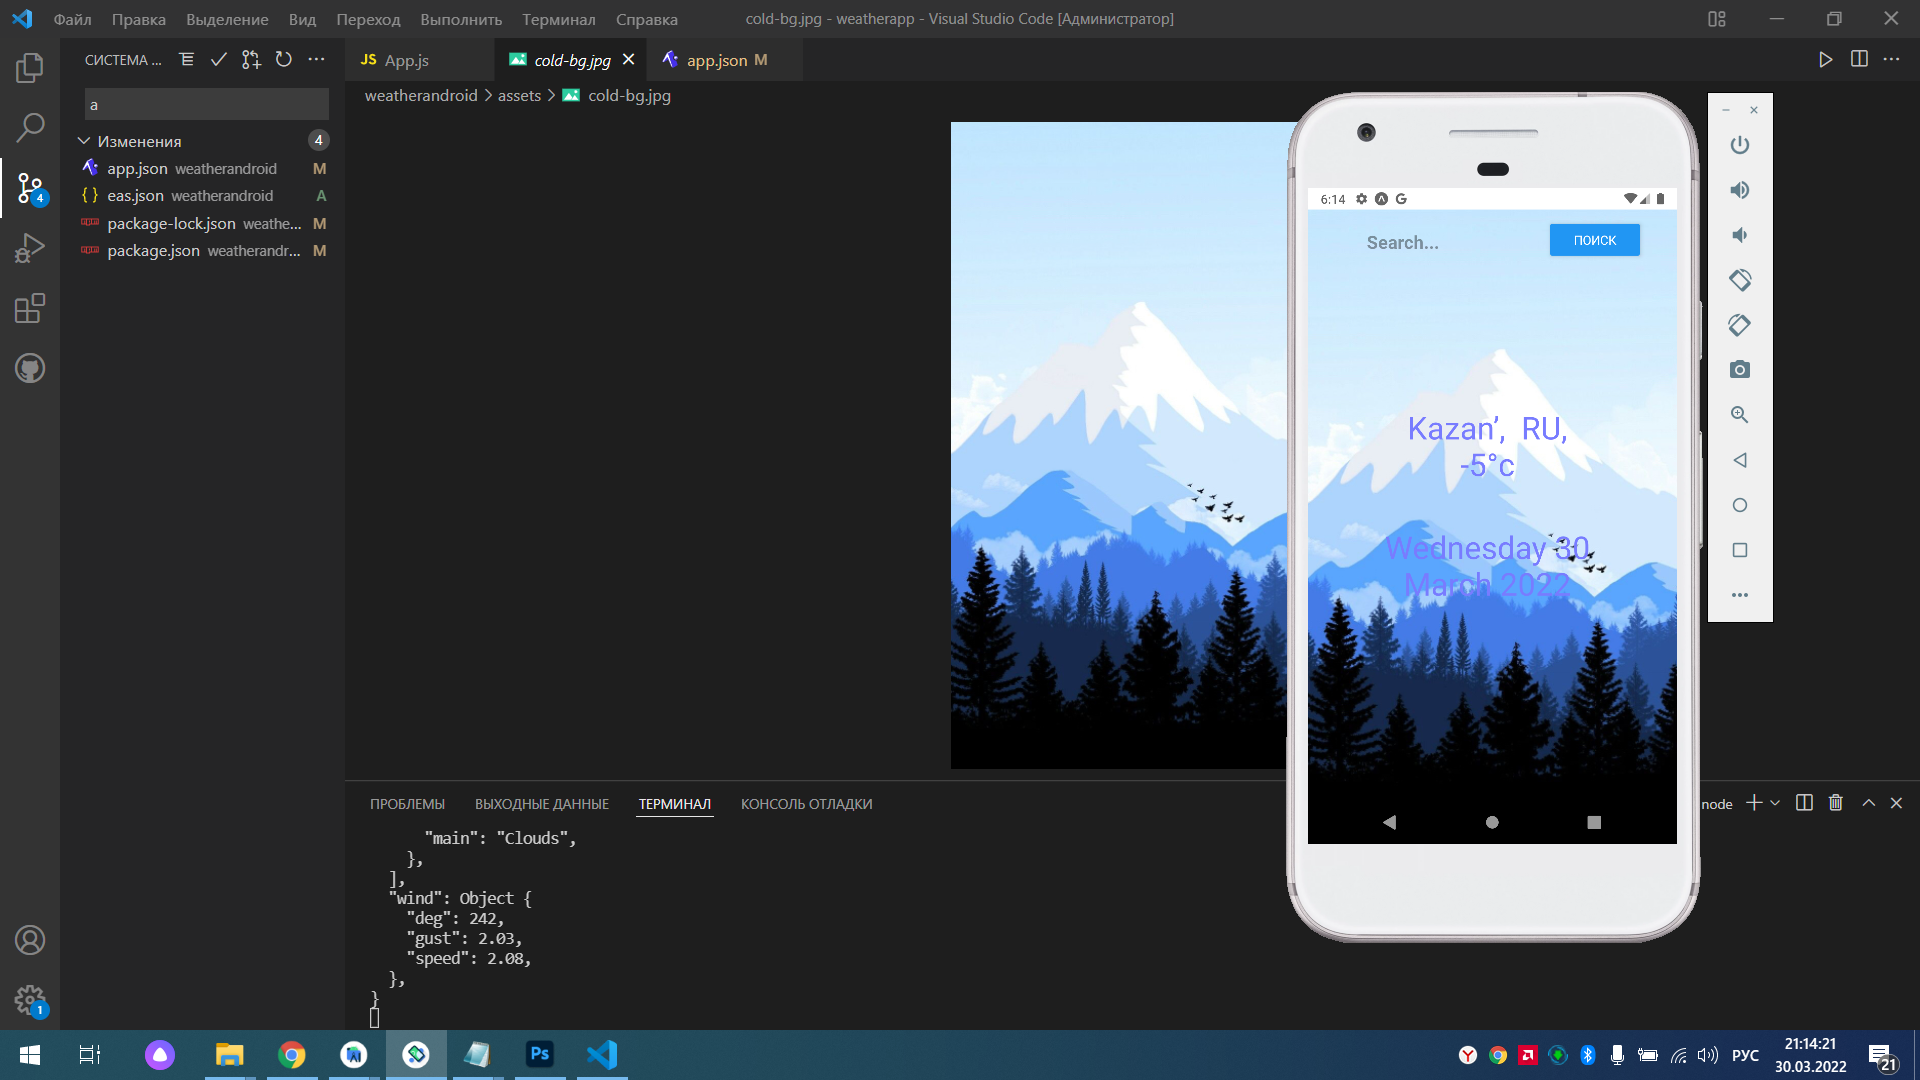 Файл Правка Выделение Вид Переход Выполнить Терминал Справка
cold-bg.jpg - weatherapp - Visual Studio Code [Администратор]
СИСТЕМА ...
a
Изменения 4
app.json weatherandroid M
eas.json weatherandroid A
package-lock.json weathe... M
package.json weatherandr... M
4
1
JS App.js
cold-bg.jpg
app.json M
weatherandroid > assets > cold-bg.jpg
6:14
Search...
ПОИСК
Kazan’, RU,
-5°c
Wednesday 30
March 2022
ПРОБЛЕМЫ ВЫХОДНЫЕ ДАННЫЕ ТЕРМИНАЛ КОНСОЛЬ ОТЛАДКИ
node
"main": "Clouds",
},
],
"wind": Object {
"deg": 242,
"gust": 2.03,
"speed": 2.08,
},
}
Ps
РУС
21:14:21
30.03.2022
21